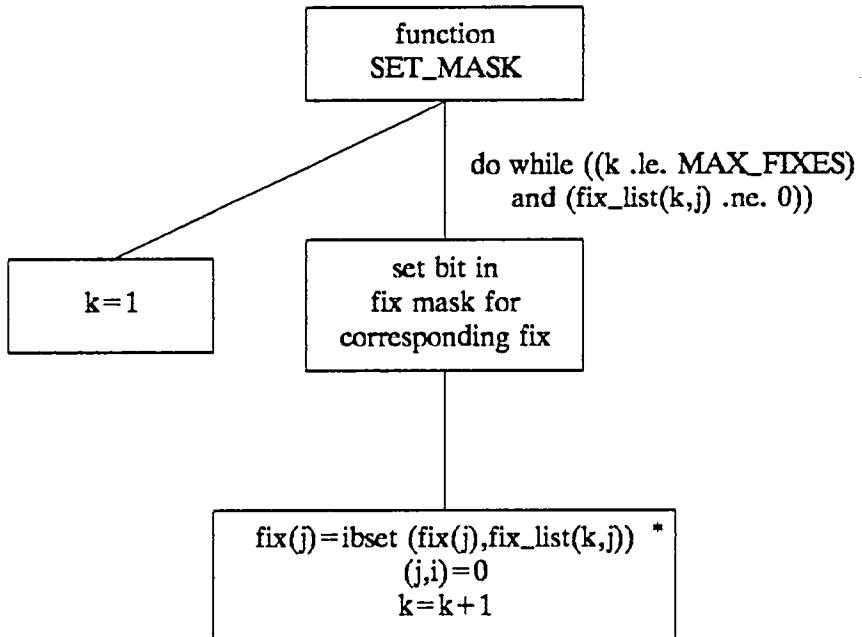 function
SET_MASK
do while ((k .le. MAX_FIXES)
and (fix_list(k,j) .ne. 0))
k=1
set bit in
fix mask for
corresponding fix
fix(j)=ibset (fix(j),fix_list(k,j)) *
(j,i)=0
k=k+1